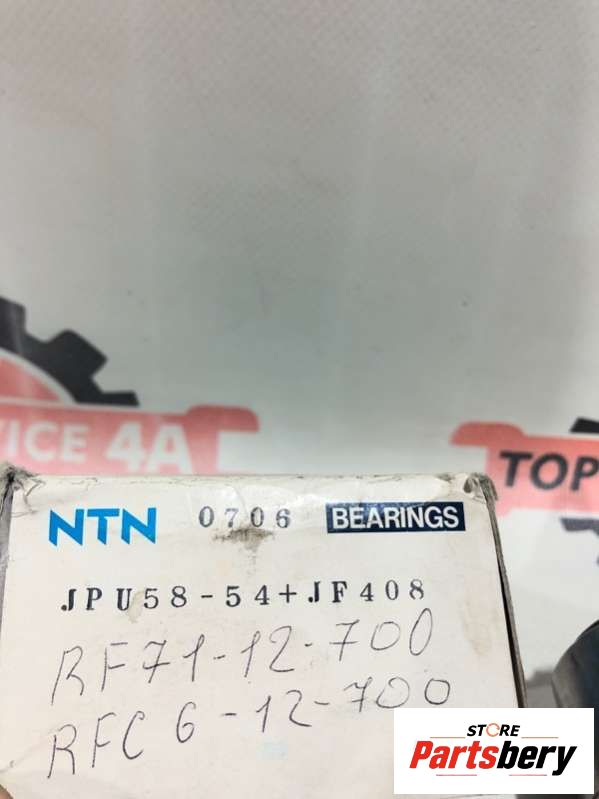 VICE 4A
TOP
NTN 0706 BEARINGS
JPU58-54+JF408
RF71-12-700
RFC6-12-700
STORE
Partsbery